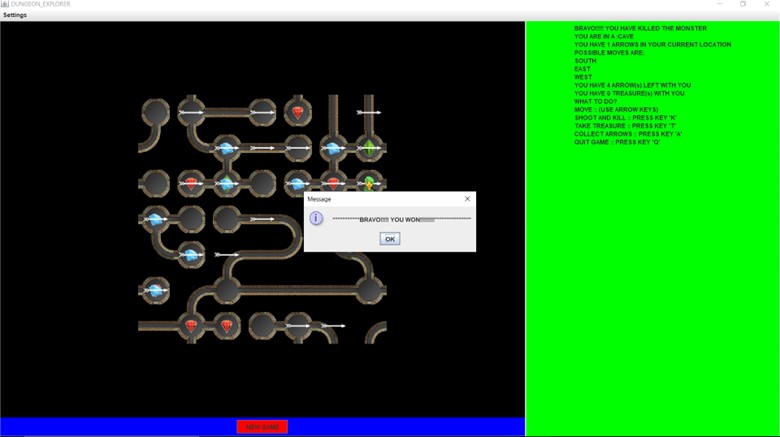 DUNGEON_EXPLORER
Settings
BRAVO!!!!! YOU HAVE KILLED THE MONSTER
YOU ARE IN A :CAVE
YOU HAVE 1 ARROWS IN YOUR CURRENT LOCATION
POSSIBLE MOVES ARE:
SOUTH
EAST
WEST
YOU HAVE 4 ARROW(s) LEFT WITH YOU
YOU HAVE 0 TREASURE(s) WITH YOU
WHAT TO DO?
MOVE :: (USE ARROW KEYS)
SHOOT AND KILL :: PRESS KEY 'K'
TAKE TREASURE :: PRESS KEY 'T'
COLLECT ARROWS :: PRESS KEY 'A'
QUIT GAME :: PRESS KEY 'Q'
Message
BRAVO!!!!! YOU WON!!!!!!!!
OK
NEW GAME